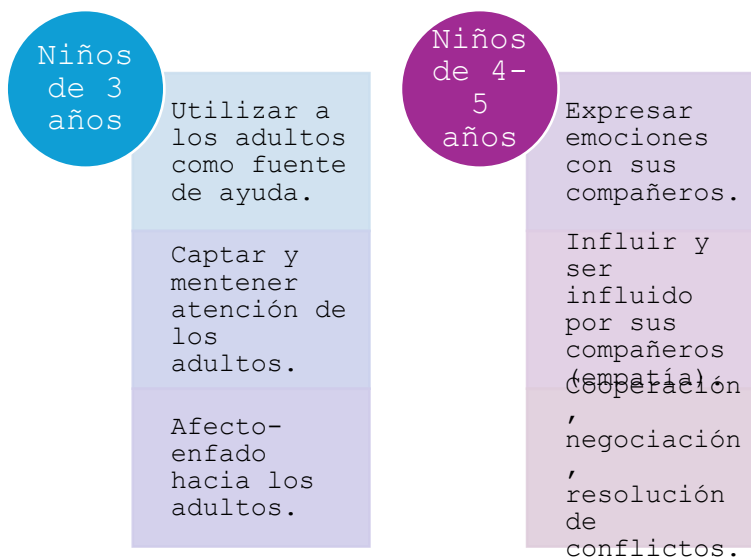 Niños
de 3
años
Utilizar a
los adultos
como fuente
de ayuda.
Captar y
mentener
atención de
los
adultos.
Afecto-
enfado
hacia los
adultos.
Niños
de 4-
5
años
Expresar
emociones
con sus
compañeros.
Influir y
ser
influido
por sus
compañeros
(empatía).
Cooperación
,
negociación
,
resolución
de
conflictos.